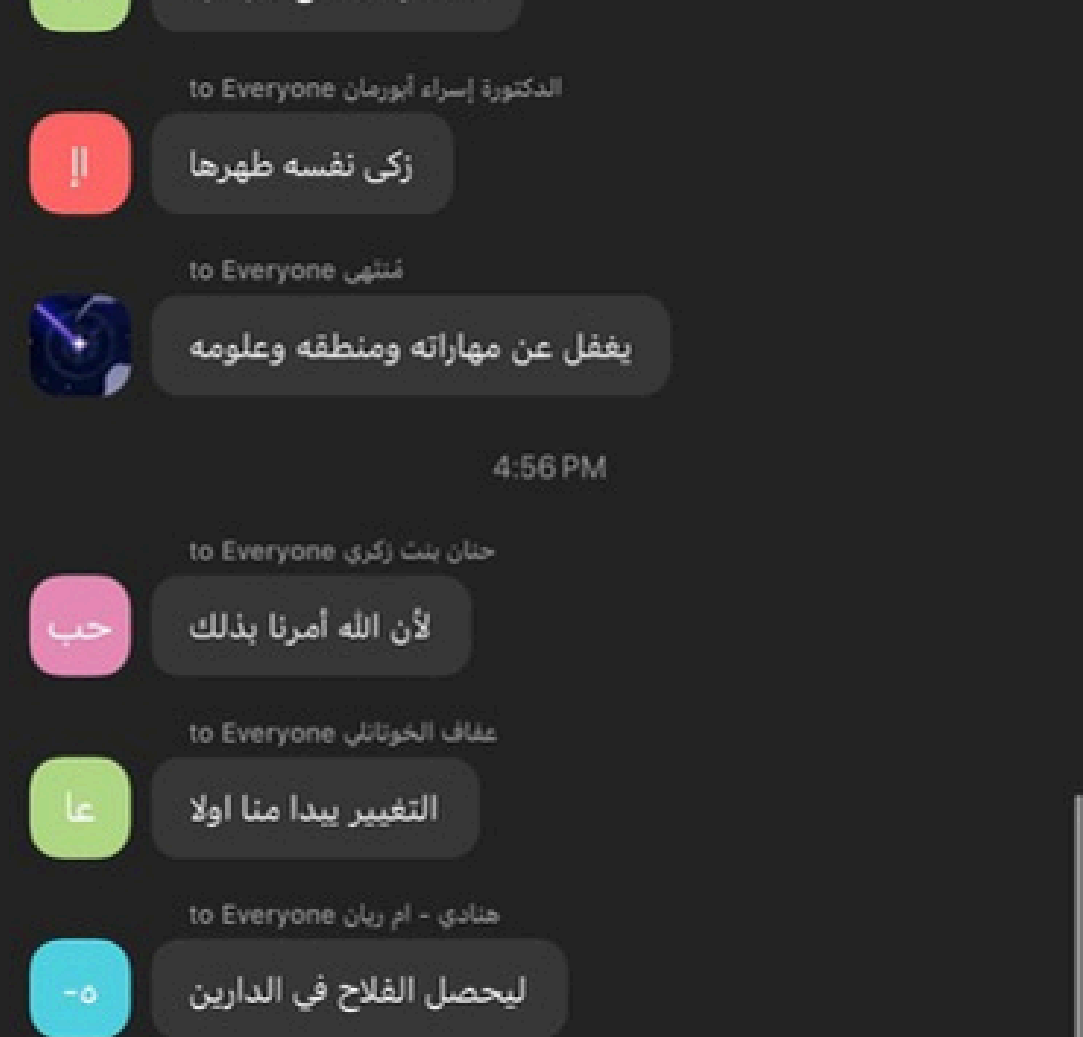 الدكتورة إسراء أبورمان to Everyone
إا
زكى نفسه طهرها
مُنتهى to Everyone
يغفل عن مهاراته ومنطقه وعلومه
4:56 PM
حنان بنت زكري to Everyone
حب
لأن الله أمرنا بذلك
عفاف الخوتانلي to Everyone
عا
التغيير يبدا منا اولا
هنادي - ام ريان to Everyone
ه-
ليحصل الفلاح في الدارين